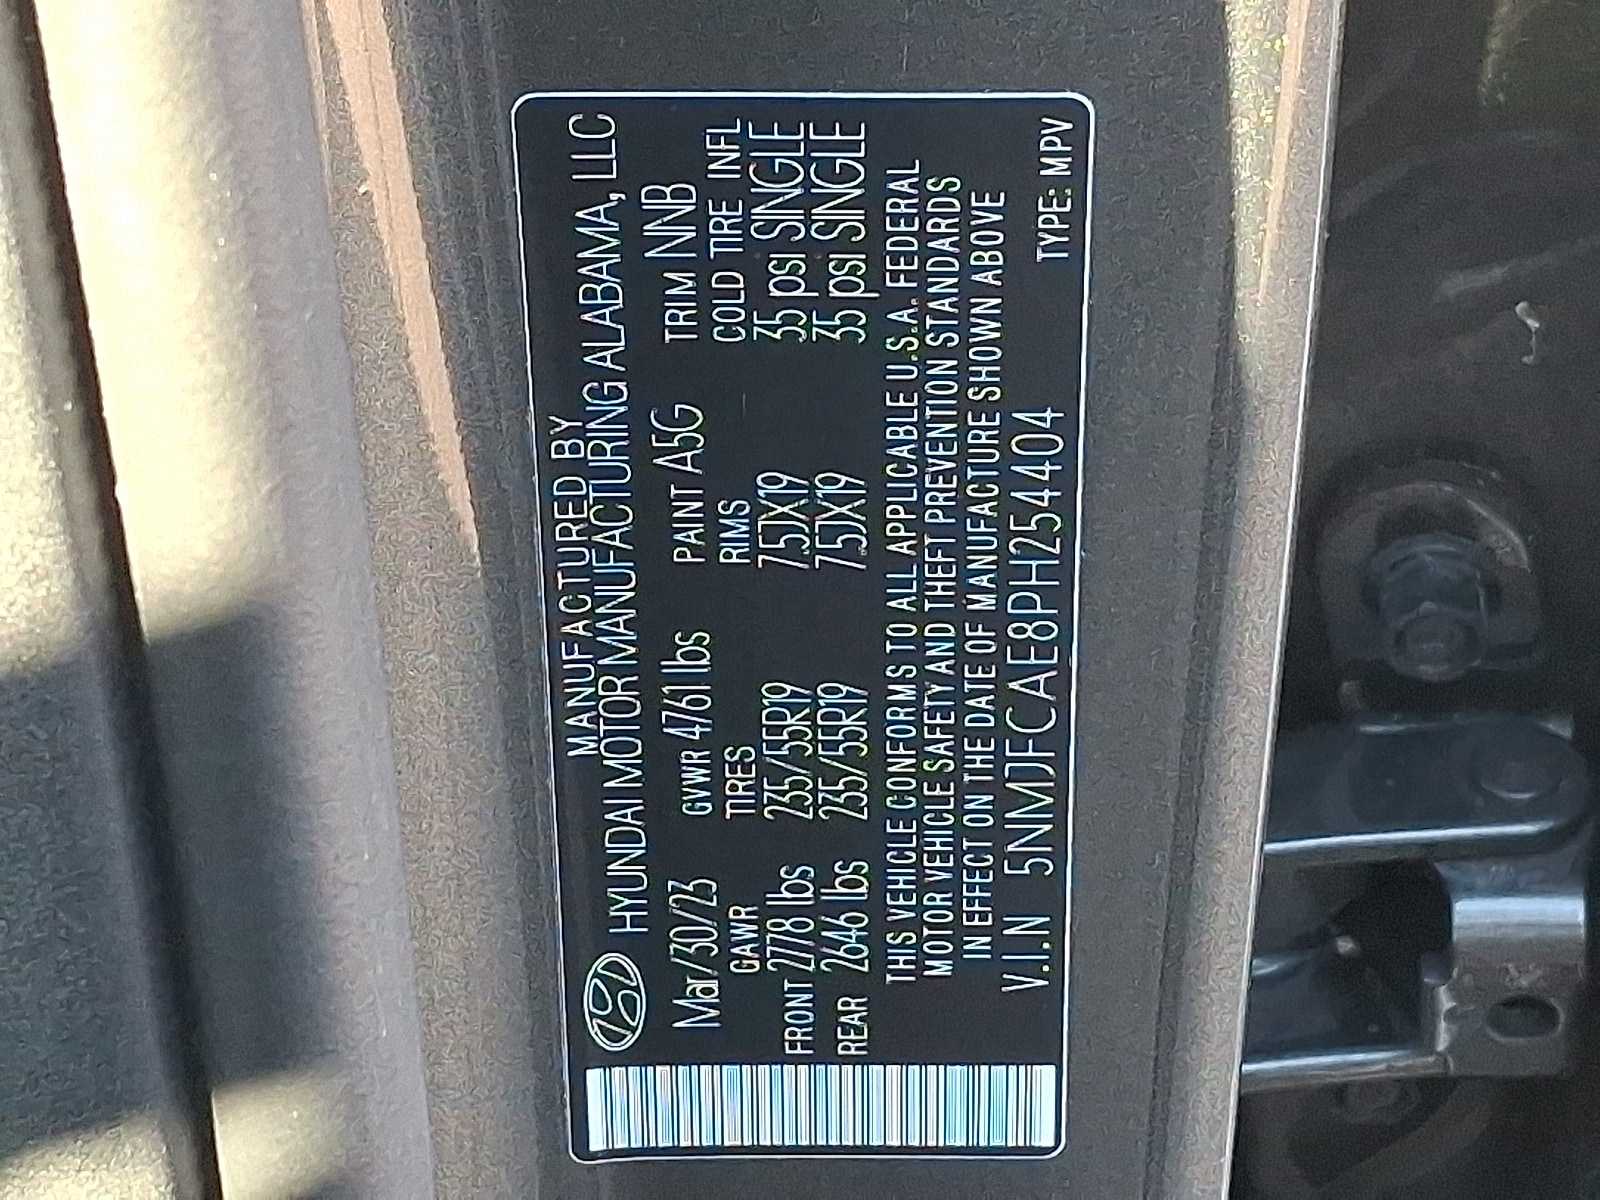 MANUFACTURED BY
HYUNDAI MOTOR MANUFACTURING ALABAMA, LLC
Mar/30/23 GVWR 4761 lbs PAINT A5G TRIM NNB
GAWR TIRES RIMS COLD TIRE INFL
FRONT 2778 lbs 235/55R19 7.5JX19 35 psi SINGLE
REAR 2646 lbs 235/55R19 7.5JX19 35 psi SINGLE
THIS VEHICLE CONFORMS TO ALL APPLICABLE U.S.A. FEDERAL
MOTOR VEHICLE SAFETY AND THEFT PREVENTION STANDARDS
IN EFFECT ON THE DATE OF MANUFACTURE SHOWN ABOVE
V.I.N 5NMJFCAE8PH254404 TYPE: MPV